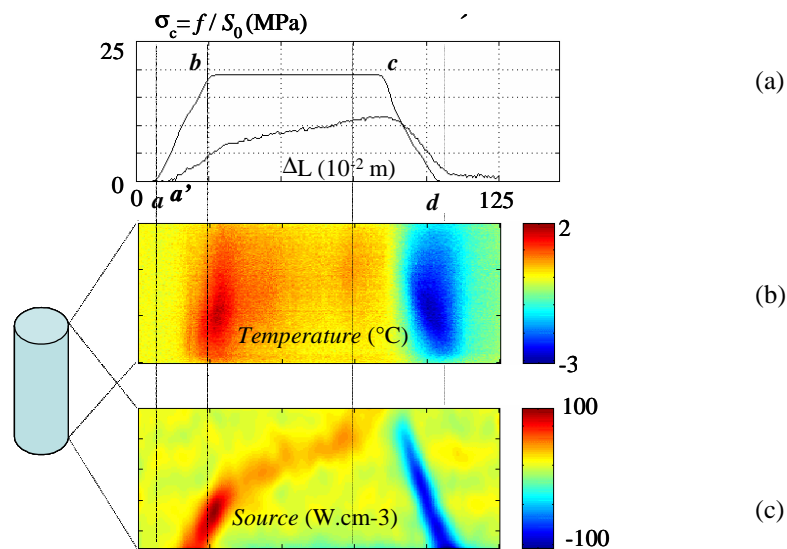 σc= f / S0 (MPa)
25
b
c
(a)
ΔL (10-2 m)
0
0
a
a'
d
125
2
(b)
Temperature (°C)
-3
100
Source (W.cm-3)
(c)
-100